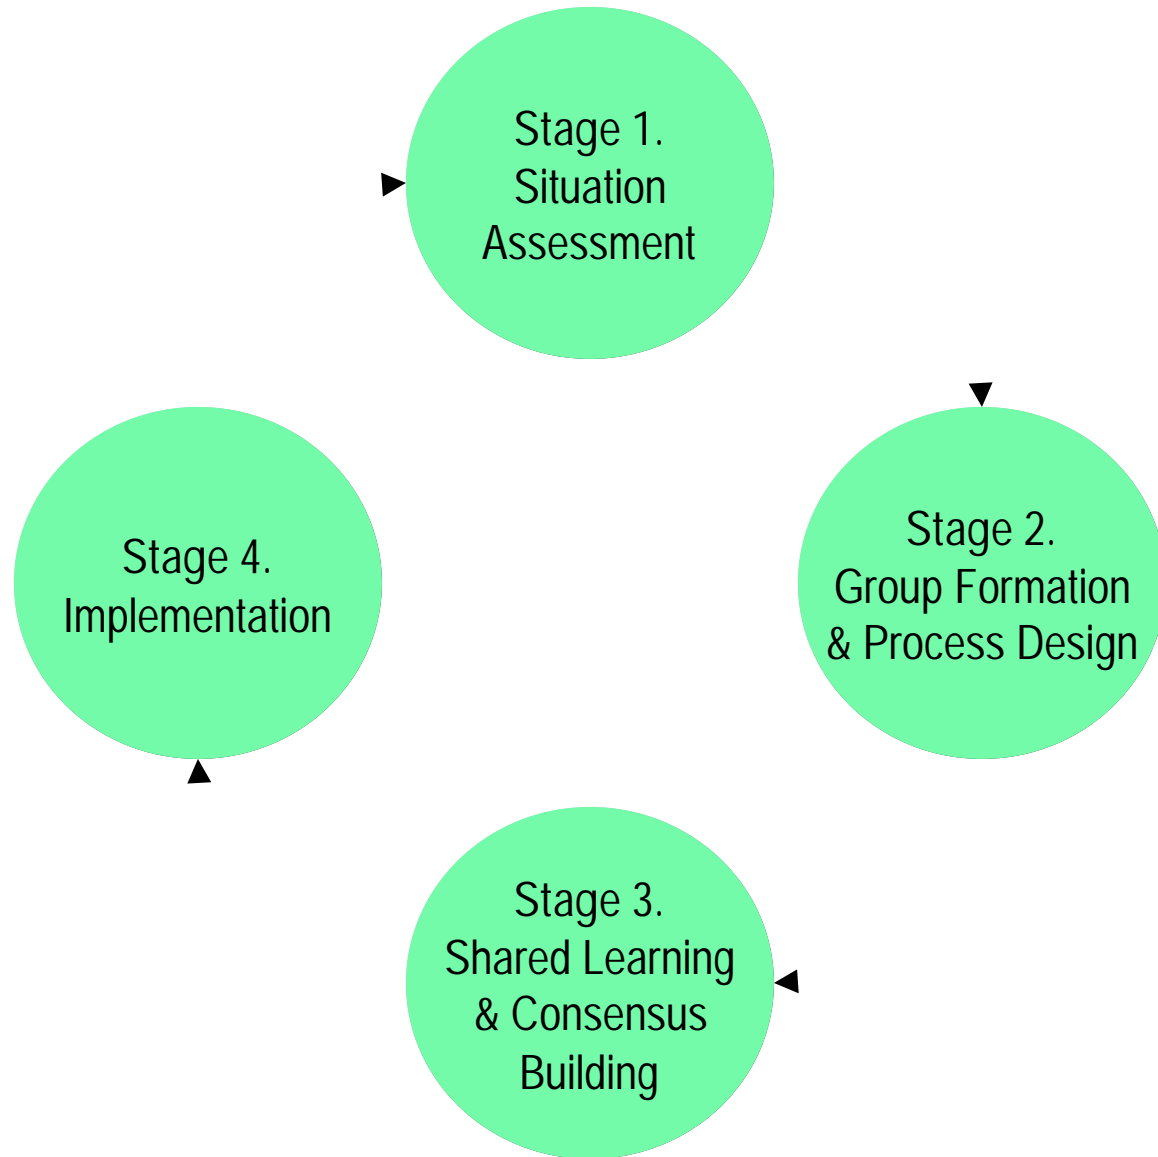 Stage 1.
Situation
Assessment
Stage 2.
Group Formation
& Process Design
Stage 3.
Shared Learning
& Consensus
Building
Stage 4.
Implementation